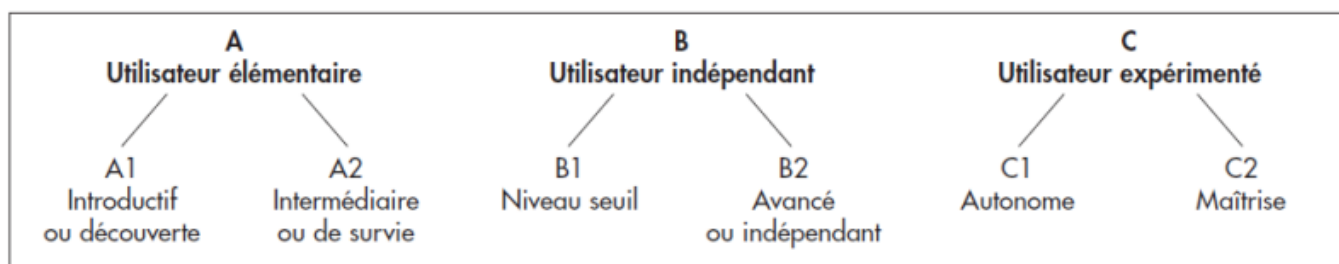 A
Utilisateur élémentaire
B
Utilisateur indépendant
C
Utilisateur expérimenté
A1
Introductif
ou découverte
A2
Intermédiaire
ou de survie
B1
Niveau seuil
B2
Avancé
ou indépendant
C1
Autonome
C2
Maîtrise